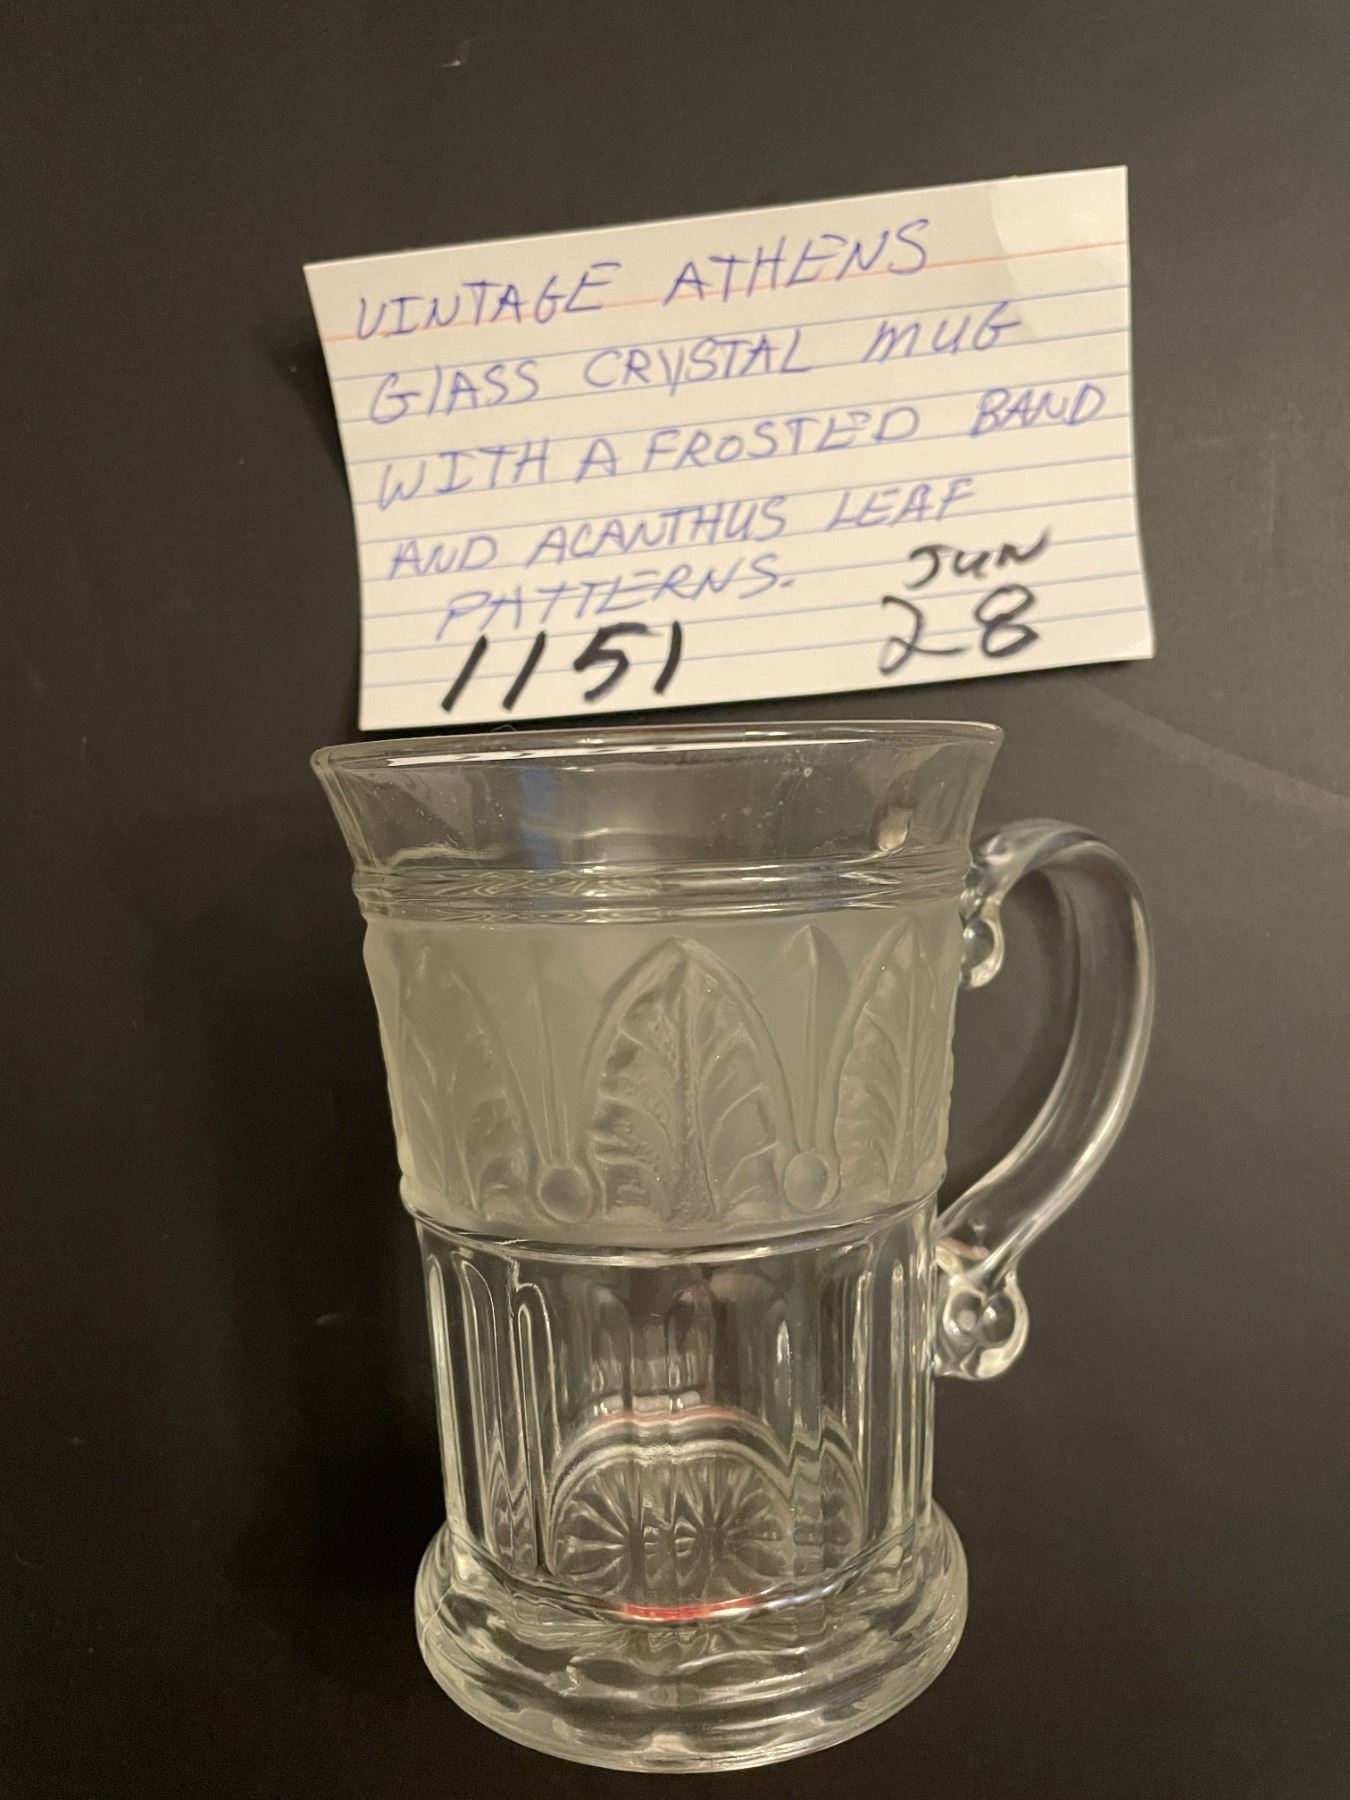 VINTAGE ATHENS
GLASS CRYSTAL MUG
WITH A FROSTED BAND
AND ACANTHUS LEAF
PATTERNS.
JUN
1151 28